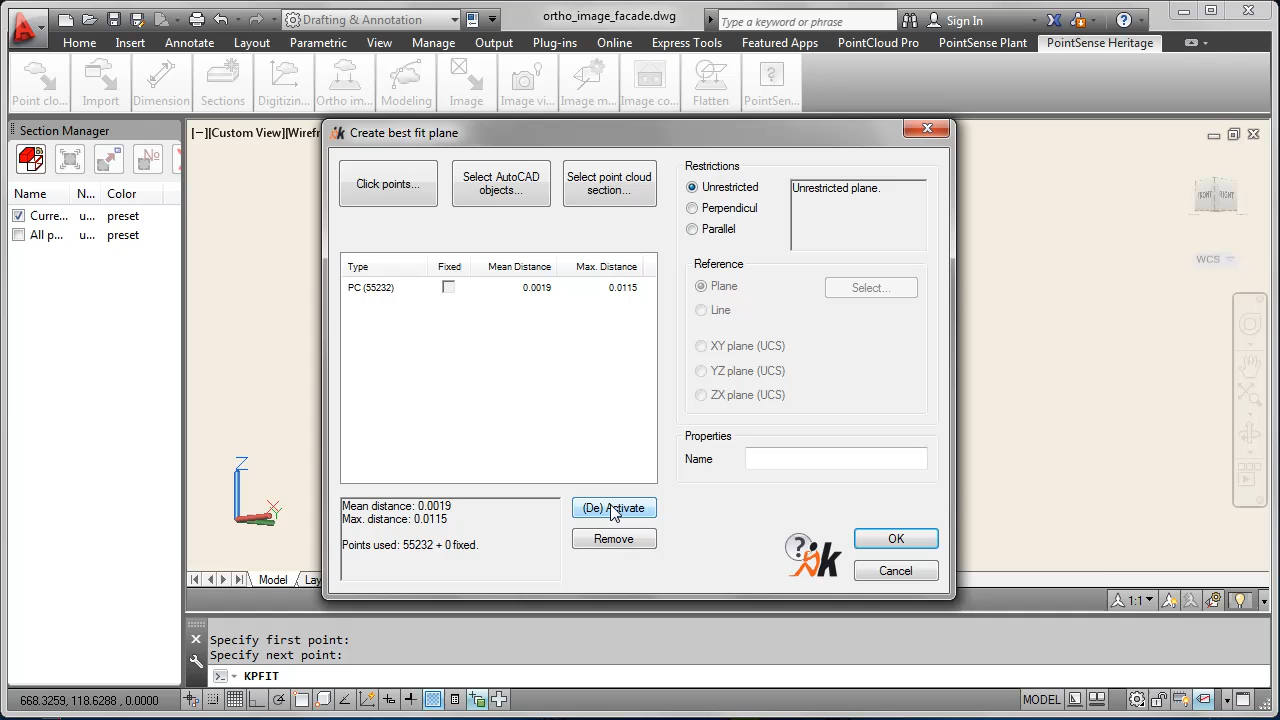 Drafting & Annotation
ortho_image_facade.dwg
Type a keyword or phrase
Sign In
Home Insert Annotate Layout Parametric View Manage Output Plug-ins Online Express Tools Featured Apps PointCloud Pro PointSense Plant PointSense Heritage
Point clo... Import Dimension Sections Digitizin... Ortho im... Modeling Image Image vi... Image m... Image co... Flatten PointSen...
Section Manager
Name N... Color
Curre... u... preset
All p... u... preset
[−][Custom View][Wirefr
WCS
Create best fit plane
Click points...
Select AutoCAD
objects...
Select point cloud
section...
Type Fixed Mean Distance Max. Distance
PC (55232) 0.0019 0.0115
Mean distance: 0.0019
Max. distance: 0.0115
Points used: 55232 + 0 fixed.
(De) Activate
Remove
Restrictions
Unrestricted
Perpendicul
Parallel
Unrestricted plane.
Reference
Plane
Select...
Line
XY plane (UCS)
YZ plane (UCS)
ZX plane (UCS)
Properties
Name
OK
Cancel
Z
X
Y
Model Lay
1:1
Specify first point:
Specify next point:
KPFIT
668.3259, 118.6288 , 0.0000
MODEL